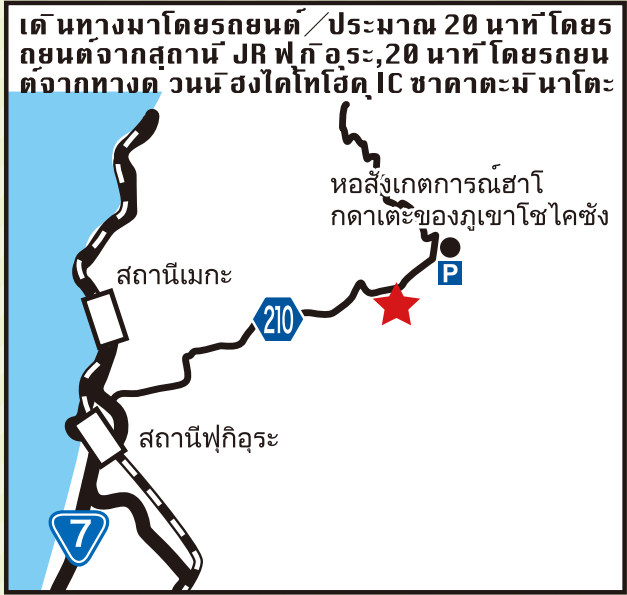 เดินทางมาโดยรถยนต์／ประมาณ 20 นาที โดยร
ถยนต์จากสถานี JR ฟุกิอุระ,20 นาที โดยรถยน
ต์จากทางด่วนนิฮงไคโทโฮคุ IC ซาคาตะมินาโตะ
หอสังเกตการณ์ฮาโ
กดาเตะของภูเขาโชไคซัง
P
สถานีเมกะ
210
สถานีฟุกิอุระ
7